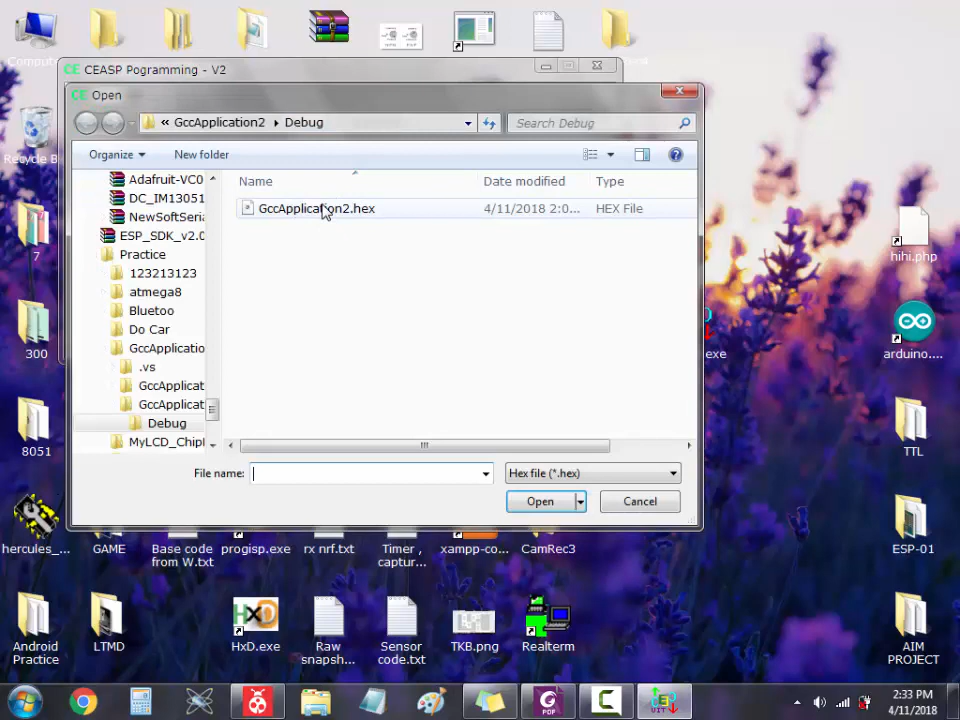 CEASP Pogramming - V2
CE Open
« GccApplication2 Debug
Search Debug
Organize
New folder
Name
Date modified
Type
Adafruit-VC0
DC_IM13051
NewSoftSeria
ESP_SDK_v2.0
Practice
123213123
atmega8
Bluetoo
Do Car
GccApplicatio
.vs
GccApplicat
GccApplicat
Debug
MyLCD_Chipl
GccApplication2.hex
4/11/2018 2:0...
HEX File
File name:
Hex file (*.hex)
Open
Cancel
Recycle B
7
300
8051
hercules_...
GAME
Base code
from W.txt
progisp.exe
rx nrf.txt
Timer ,
captur...
xampp-co...
CamRec3
Android
Practice
LTMD
HxD
HxD.exe
Raw
snapsh...
Sensor
code.txt
TKB.png
Realterm
hihi.php
arduino....
exe
TTL
ESP-01
AIM
PROJECT
PDF
UIT
2:33 PM
4/11/2018